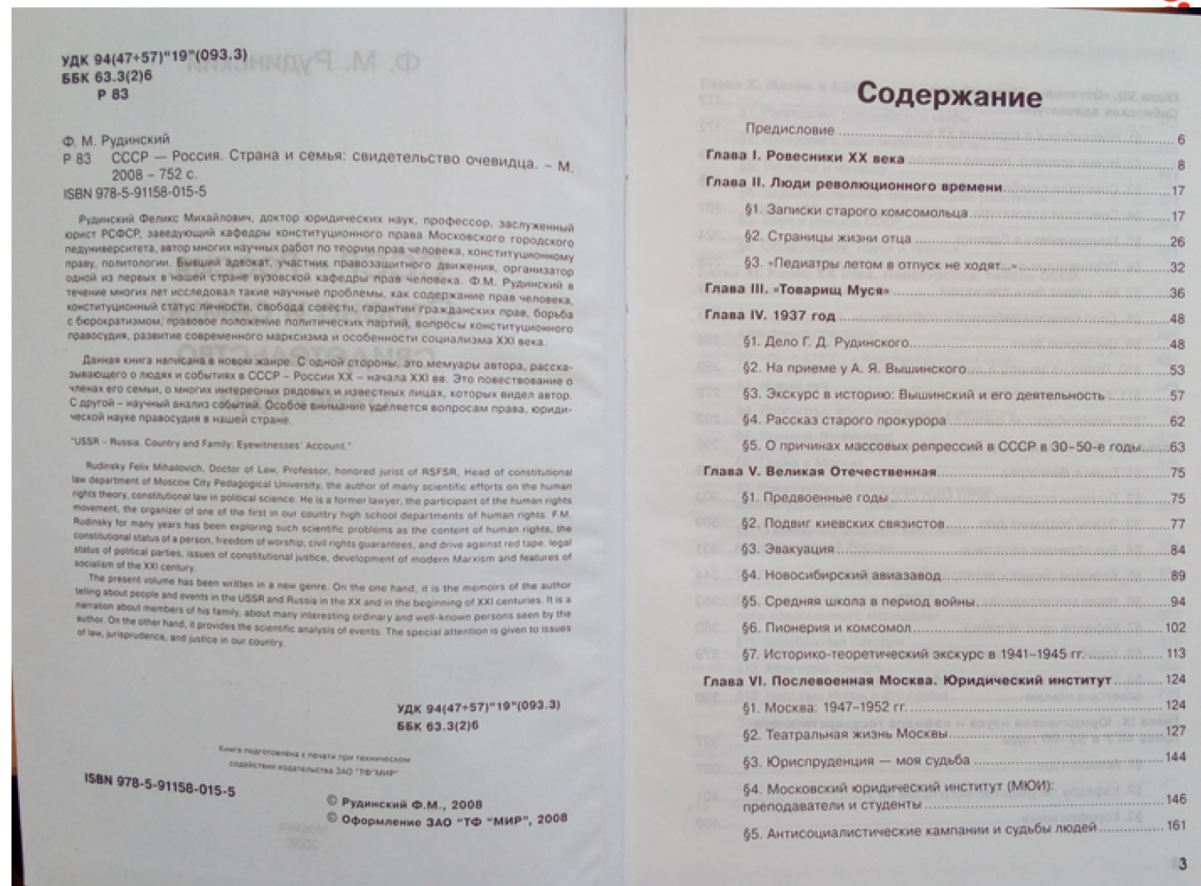 УДК 94(47+57)"19"(093.3)
ББК 63.3(2)6
Р 83
Ф. М. Рудинский
Р 83 СССР — Россия. Страна и семья: свидетельство очевидца. – М.
2008 – 752 с.
ISBN 978-5-91158-015-5
Рудинский Феликс Михайлович, доктор юридических наук, профессор, заслуженный
юрист РСФСР, заведующий кафедры конституционного права Московского городского
педуниверситета, автор многих научных работ по теории прав человека, конституционному
праву, политологии. Бывший адвокат, участник правозащитного движения, организатор
одной из первых в нашей стране вузовской кафедры прав человека. Ф.М. Рудинский в
течение многих лет исследовал такие научные проблемы, как содержание прав человека,
конституционный статус личности, свобода совести, гарантии гражданских прав, борьба
с бюрократизмом, правовое положение политических партий, вопросы конституционного
правосудия, развитие современного марксизма и особенности социализма XXI века.
Данная книга написана в новом жанре. С одной стороны, это мемуары автора, расска-
зывающего о людях и событиях в СССР – России XX – начала XXI вв. Это повествование о
членах его семьи, о многих интересных рядовых и известных лицах, которых видел автор.
С другой – научный анализ событий. Особое внимание уделяется вопросам права, юриди-
ческой науке правосудия в нашей стране.
"USSR – Russia. Country and Family: Eyewitnesses' Account."
Rudinsky Felix Mihailovich, Doctor of Law, Professor, honored jurist of RSFSR, Head of constitutional
law department of Moscow City Pedagogical University, the author of many scientific efforts on the human
rights theory, constitutional law in political science. He is a former lawyer, the participant of the human rights
movement, the organizer of one of the first in our country high school departments of human rights. F.M.
Rudinsky for many years has been exploring such scientific problems as the content of human rights, the
constitutional status of a person, freedom of worship, civil rights guarantees, and drive against red tape, legal
status of political parties, issues of constitutional justice, development of modern Marxism and features of
socialism of the XXI century.
The present volume has been written in a new genre. On the one hand, it is the memoirs of the author
telling about people and events in the USSR and Russia in the XX and in the beginning of XXI centuries. It is a
narration about members of his family, about many interesting ordinary and well-known persons seen by the
author. On the other hand, it provides the scientific analysis of events. The special attention is given to issues
of law, jurisprudence, and justice in our country.
УДК 94(47+57)"19"(093.3)
ББК 63.3(2)6
Книга подготовлена к печати при техническом
содействии издательства ЗАО "ТФ"МИР"
ISBN 978-5-91158-015-5
© Рудинский Ф.М., 2008
© Оформление ЗАО "ТФ "МИР", 2008
Содержание
Предисловие 6
Глава I. Ровесники XX века 8
Глава II. Люди революционного времени 17
§1. Записки старого комсомольца 17
§2. Страницы жизни отца 26
§3. «Педиатры летом в отпуск не ходят...» 32
Глава III. «Товарищ Муся» 36
Глава IV. 1937 год 48
§1. Дело Г. Д. Рудинского 48
§2. На приеме у А. Я. Вышинского 53
§3. Экскурс в историю: Вышинский и его деятельность 57
§4. Рассказ старого прокурора 62
§5. О причинах массовых репрессий в СССР в 30–50-е годы 63
Глава V. Великая Отечественная 75
§1. Предвоенные годы 75
§2. Подвиг киевских связистов 77
§3. Эвакуация 84
§4. Новосибирский авиазавод 89
§5. Средняя школа в период войны 94
§6. Пионерия и комсомол 102
§7. Историко-теоретический экскурс в 1941–1945 гг. 113
Глава VI. Послевоенная Москва. Юридический институт 124
§1. Москва: 1947–1952 гг. 124
§2. Театральная жизнь Москвы 127
§3. Юриспруденция — моя судьба 144
§4. Московский юридический институт (МЮИ):
преподаватели и студенты 146
§5. Антисоциалистические кампании и судьбы людей 161
3